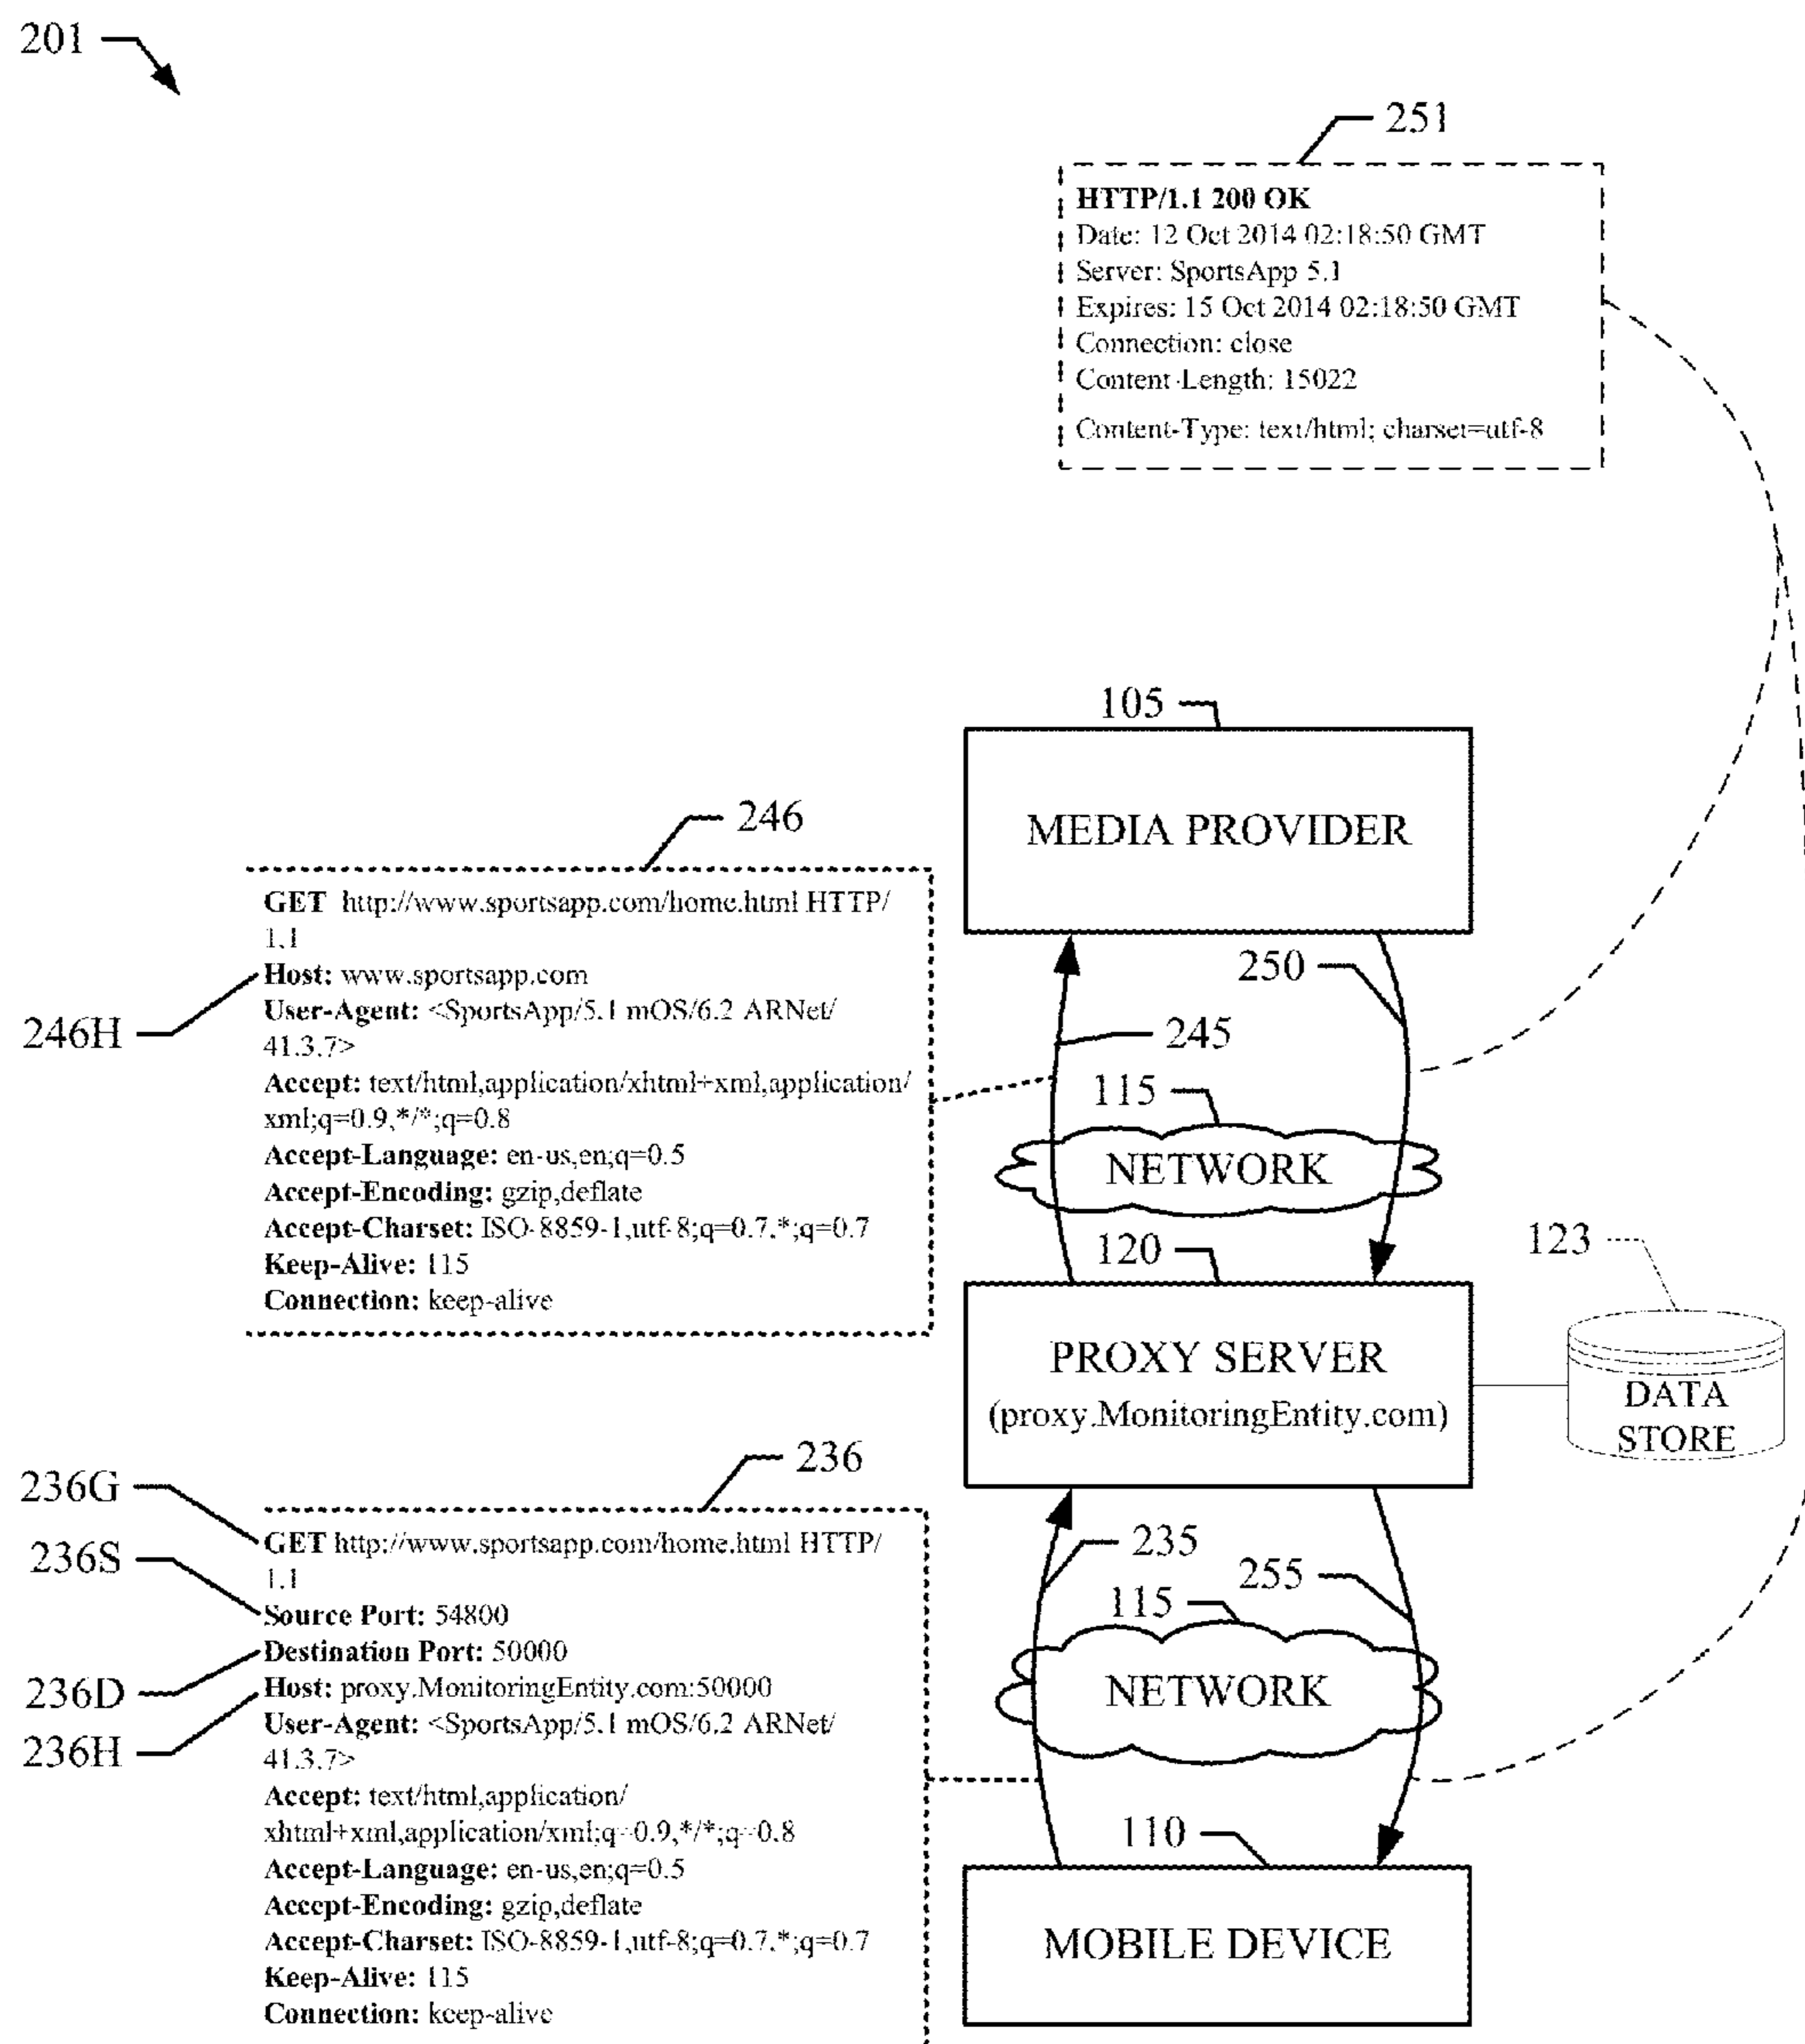 201
251
HTTP/1.1 200 OK
Date: 12 Oct 2014 02:18:50 GMT
Server: SportsApp 5.1
Expires: 15 Oct 2014 02:18:50 GMT
Connection: close
Content-Length: 15022
Content-Type: text/html; charset=utf-8
105
MEDIA PROVIDER
246
GET http://www.sportsapp.com/home.html HTTP/
1.1
Host: www.sportsapp.com
User-Agent: <SportsApp/5.1 mOS/6.2 ARNet/
41.3.7>
Accept: text/html,application/xhtml+xml,application/
xml;q=0.9,*/*;q=0.8
Accept-Language: en-us,en;q=0.5
Accept-Encoding: gzip,deflate
Accept-Charset: ISO-8859-1,utf-8;q=0.7,*;q=0.7
Keep-Alive: 115
Connection: keep-alive
246H
250
245
115
NETWORK
120
PROXY SERVER
(proxy.MonitoringEntity.com)
123
DATA
STORE
236
236G
236S
236D
236H
GET http://www.sportsapp.com/home.html HTTP/
1.1
Source Port: 54800
Destination Port: 50000
Host: proxy.MonitoringEntity.com:50000
User-Agent: <SportsApp/5.1 mOS/6.2 ARNet/
41.3.7>
Accept: text/html,application/
xhtml+xml,application/xml;q=0.9,*/*;q=0.8
Accept-Language: en-us,en;q=0.5
Accept-Encoding: gzip,deflate
Accept-Charset: ISO-8859-1,utf-8;q=0.7,*;q=0.7
Keep-Alive: 115
Connection: keep-alive
235
255
115
NETWORK
110
MOBILE DEVICE